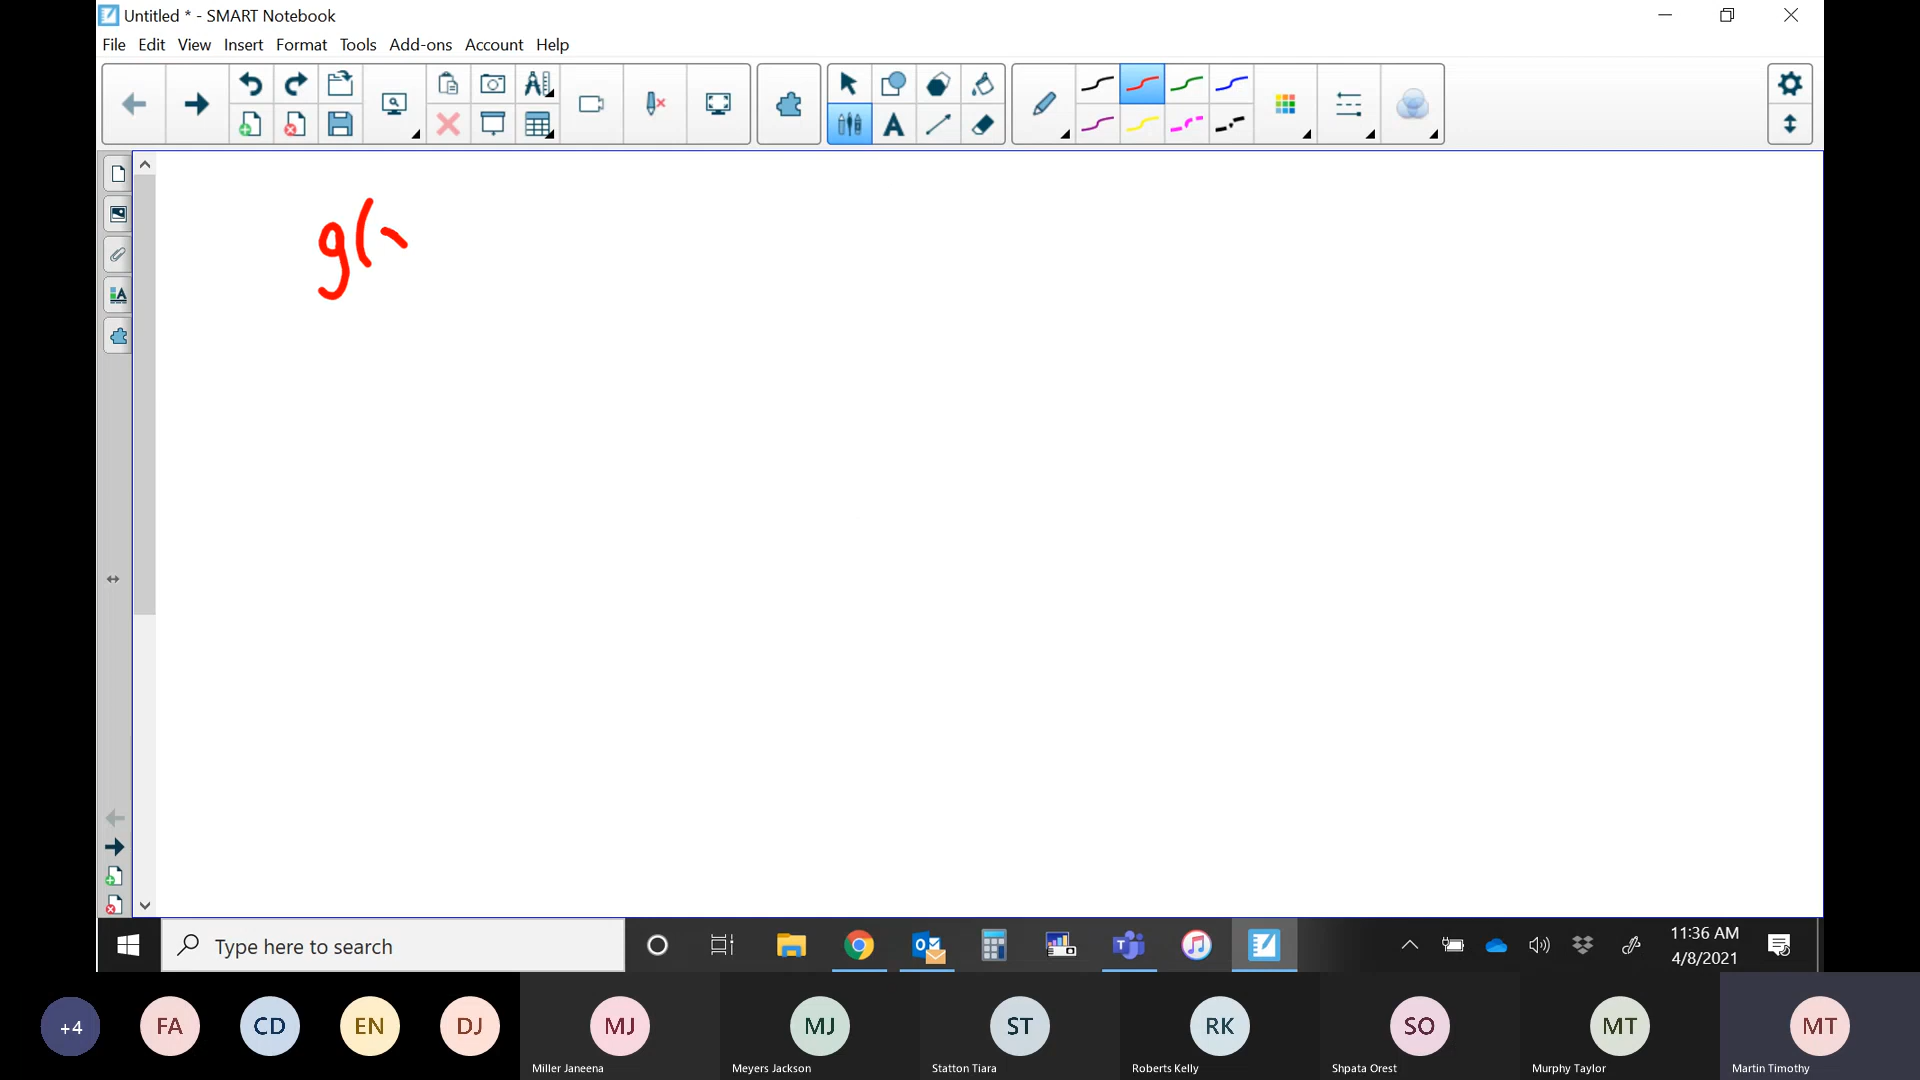 Untitled * - SMART Notebook
File Edit View Insert Format Tools Add-ons Account Help
g(
Type here to search
11:36 AM
4/8/2021
+4 FA CD EN DJ MJ MJ ST RK SO MT MT
Miller Janeena Meyers Jackson Statton Tiara Roberts Kelly Shpata Orest Murphy Taylor Martin Timothy